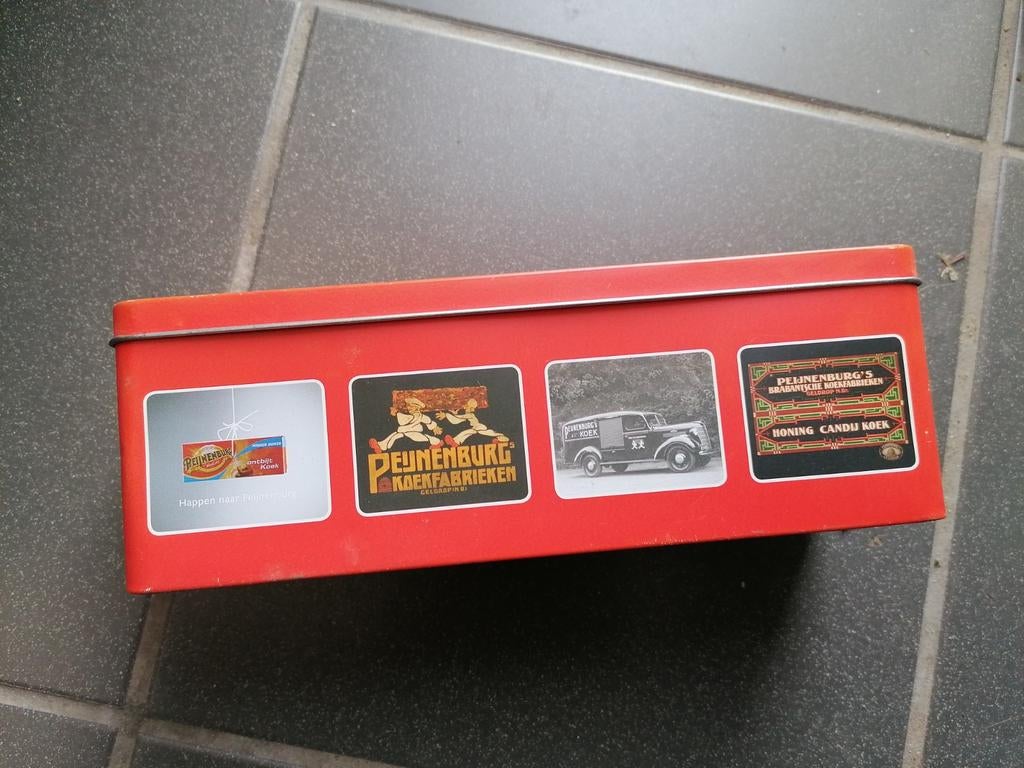 PEIJNENBURG
ontbijt
Koek
Happen naar Peijnenburg
PEIJNENBURG'S
KOEKFABRIEKEN
GELDROP (N.B)
PEIJNENBURG'S
KOEK
PEIJNENBURG'S
BRABANTSCHE KOEKFABRIEKEN
GELDROP (N.B)
HONING CANDIJ KOEK